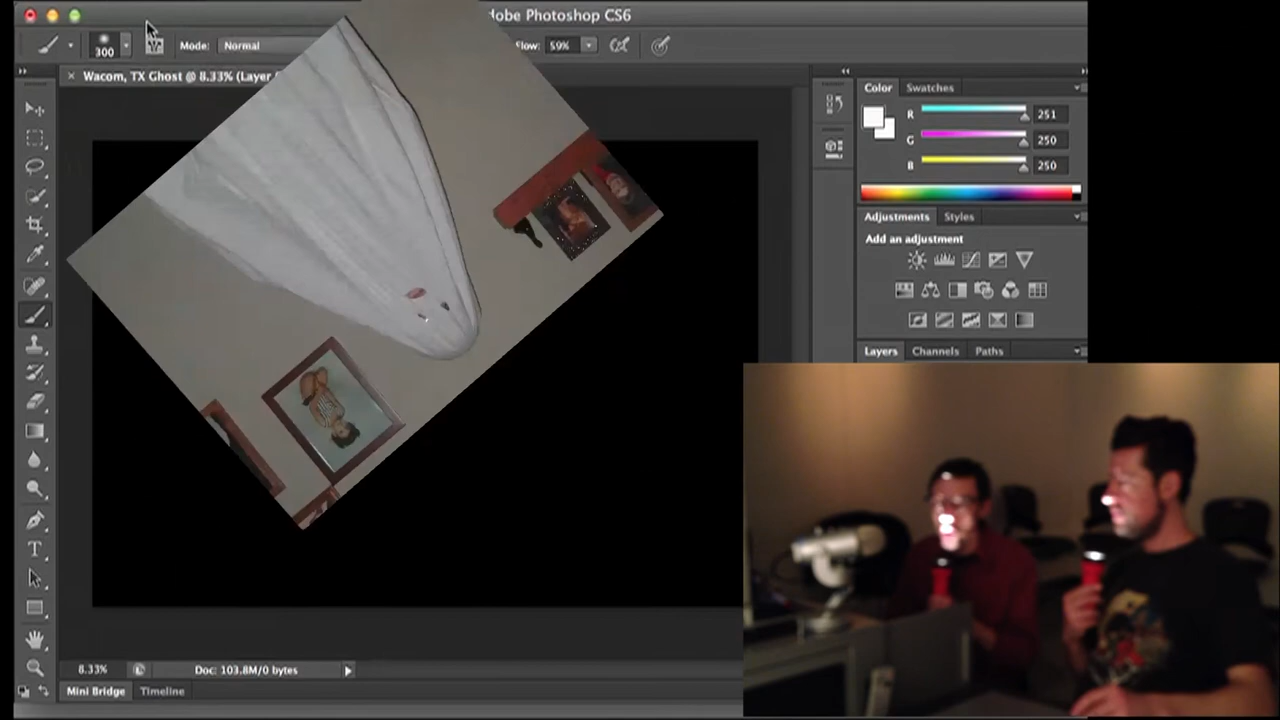 dobe Photoshop CS6
300
Mode: Normal
Flow: 59%
× Wacom, TX Ghost @ 8.33% (Layer
Color Swatches
R 251
G 250
B 250
Adjustments Styles
Add an adjustment
Layers Channels Paths
T
8.33% Doc: 103.8M/0 bytes
Mini Bridge Timeline